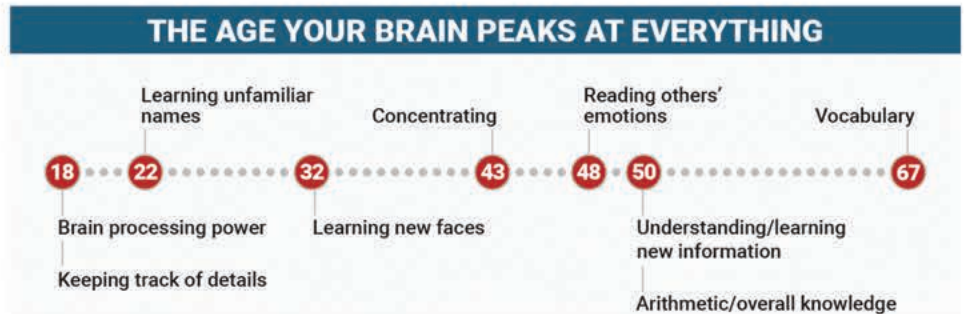 THE AGE YOUR BRAIN PEAKS AT EVERYTHING
Learning unfamiliar
names
Concentrating
Reading others’
emotions
Vocabulary
18
22
32
43
48
50
67
Brain processing power
Keeping track of details
Learning new faces
Understanding/learning
new information
Arithmetic/overall knowledge